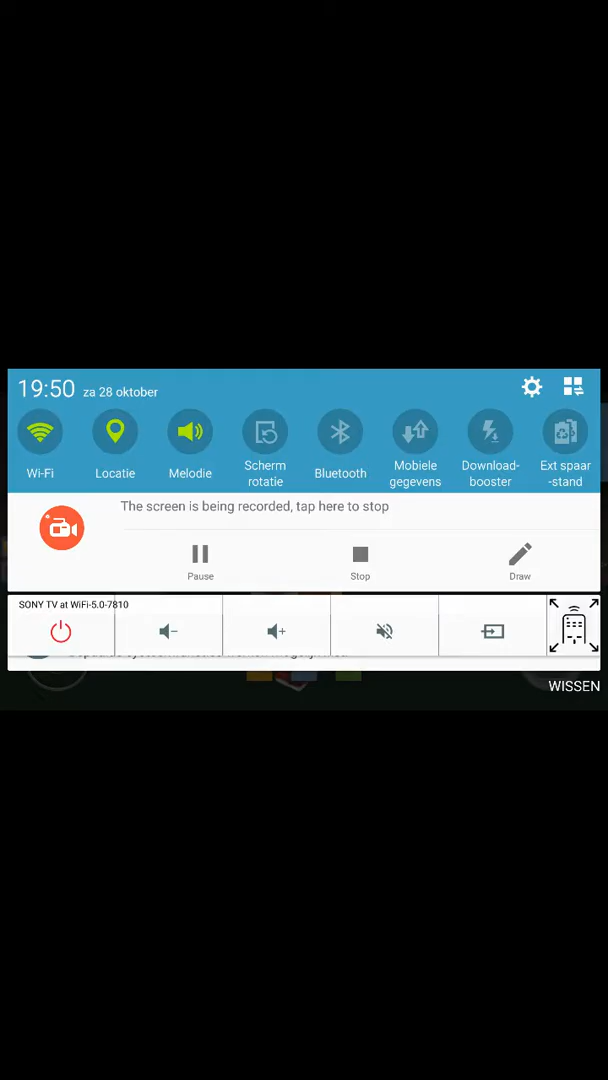 19:50 za 28 oktober
Wi-Fi
Locatie
Melodie
Scherm
rotatie
Bluetooth
Mobiele
gegevens
Download-
booster
Ext spaar
-stand
The screen is being recorded, tap here to stop
Pause
Stop
Draw
SONY TV at WiFi-5.0-7810
WISSEN